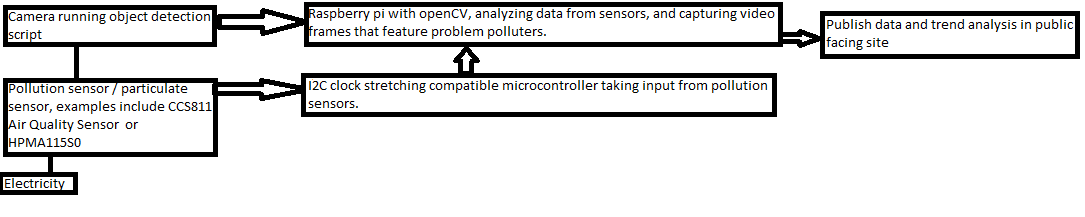 Camera running object detection
script
Raspberry pi with openCV, analyzing data from sensors, and capturing video
frames that feature problem polluters.
Publish data and trend analysis in public
facing site
Pollution sensor / particulate
sensor, examples include CCS811
Air Quality Sensor or
HPMA115S0
I2C clock stretching compatible microcontroller taking input from pollution
sensors.
Electricity